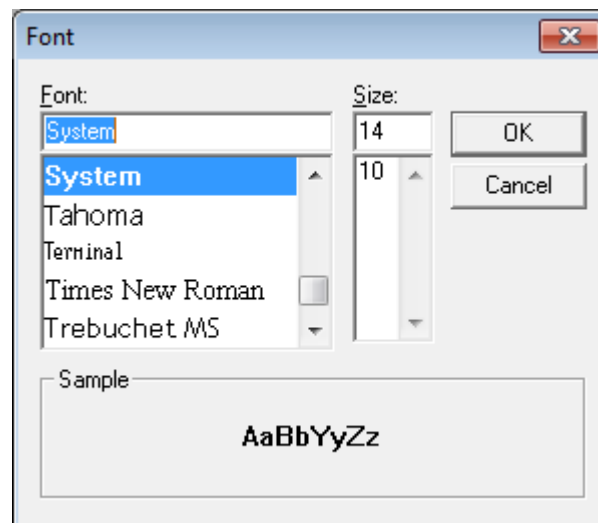 Font
Font:
Size:
System
14
OK
System
10
Cancel
Tahoma
Terminal
Times New Roman
Trebuchet MS
Sample
AaBbYyZz